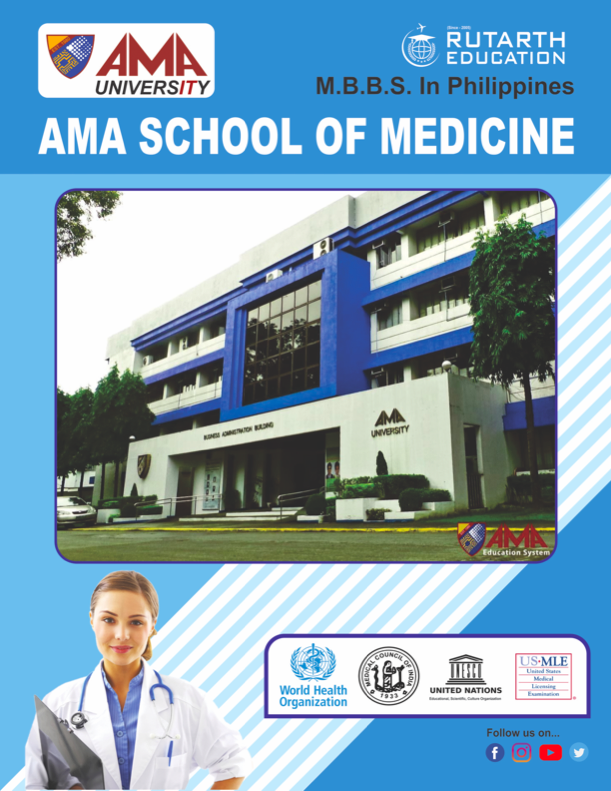 AMA
UNIVERSITY
(Since - 2005)
RUTARTH
EDUCATION
M.B.B.S. In Philippines
AMA SCHOOL OF MEDICINE
BUSINESS ADMINISTRATION BUILDING
AMA
UNIVERSITY
AMA
Education System
World Health
Organization
MEDICAL COUNCIL OF INDIA
1933
UNESCO
UNITED NATIONS
Educational, Scientific, Culture Organisation
US·MLE
United States
Medical
Licensing
Examination
®
Follow us on...